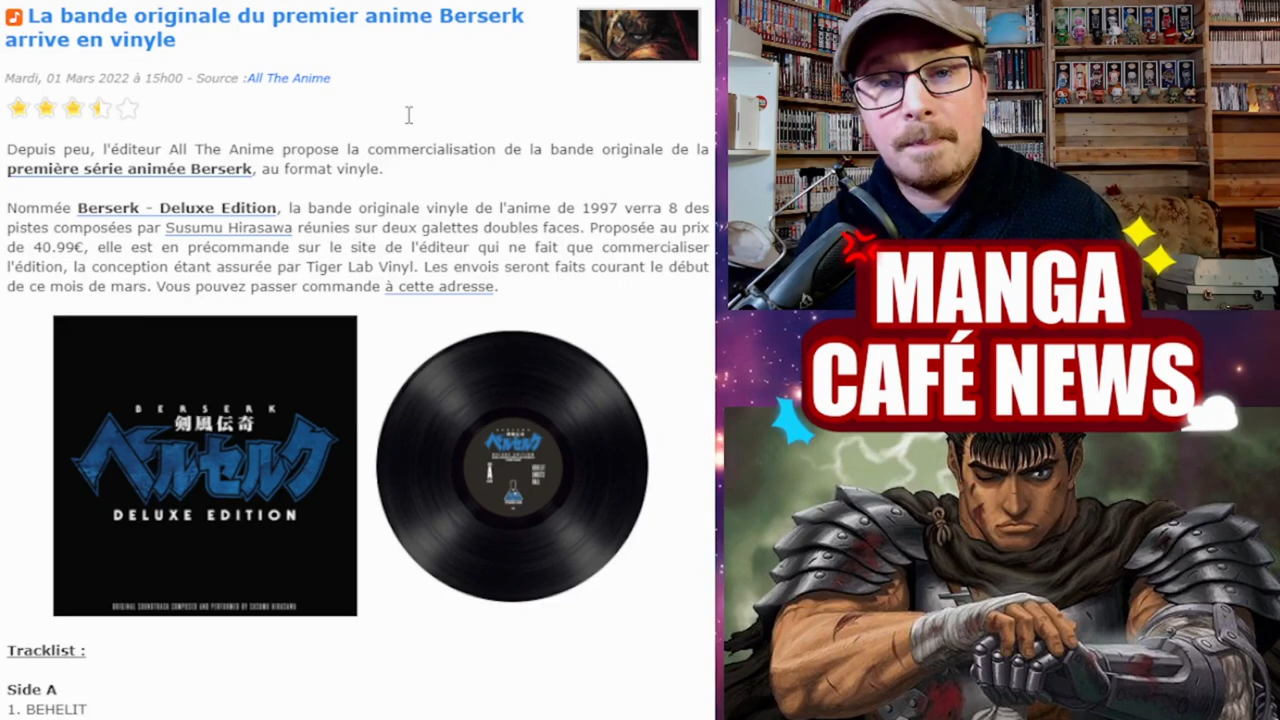 La bande originale du premier anime Berserk
arrive en vinyle
Mardi, 01 Mars 2022 à 15h00 - Source :All The Anime
Depuis peu, l'éditeur All The Anime propose la commercialisation de la bande originale de la
première série animée Berserk, au format vinyle.
Nommée Berserk - Deluxe Edition, la bande originale vinyle de l'anime de 1997 verra 8 des
pistes composées par Susumu Hirasawa réunies sur deux galettes doubles faces. Proposée au prix
de 40.99€, elle est en précommande sur le site de l'éditeur qui ne fait que commercialiser
l'édition, la conception étant assurée par Tiger Lab Vinyl. Les envois seront faits courant le début
de ce mois de mars. Vous pouvez passer commande à cette adresse.
BERSERK
剣風伝奇
ベルセルク
DELUXE EDITION
ORIGINAL SOUNDTRACK COMPOSED AND PERFORMED BY SUSUMU HIRASAWA
ベルセルク
DELUXE EDITION
Tracklist :
Side A
1. BEHELIT
MANGA
CAFÉ NEWS